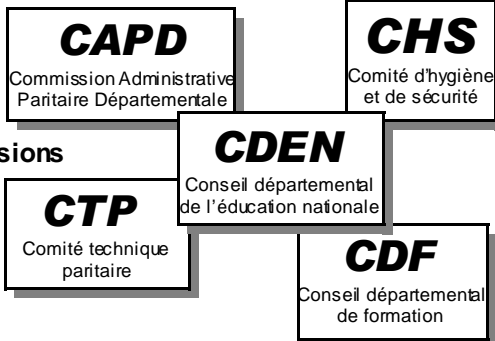 CAPD
Commission Administrative
Paritaire Départementale
CHS
Comité d'hygiène
et de sécurité
sions
CDEN
Conseil départemental
de l'éducation nationale
CTP
Comité technique
paritaire
CDF
Conseil départemental
de formation